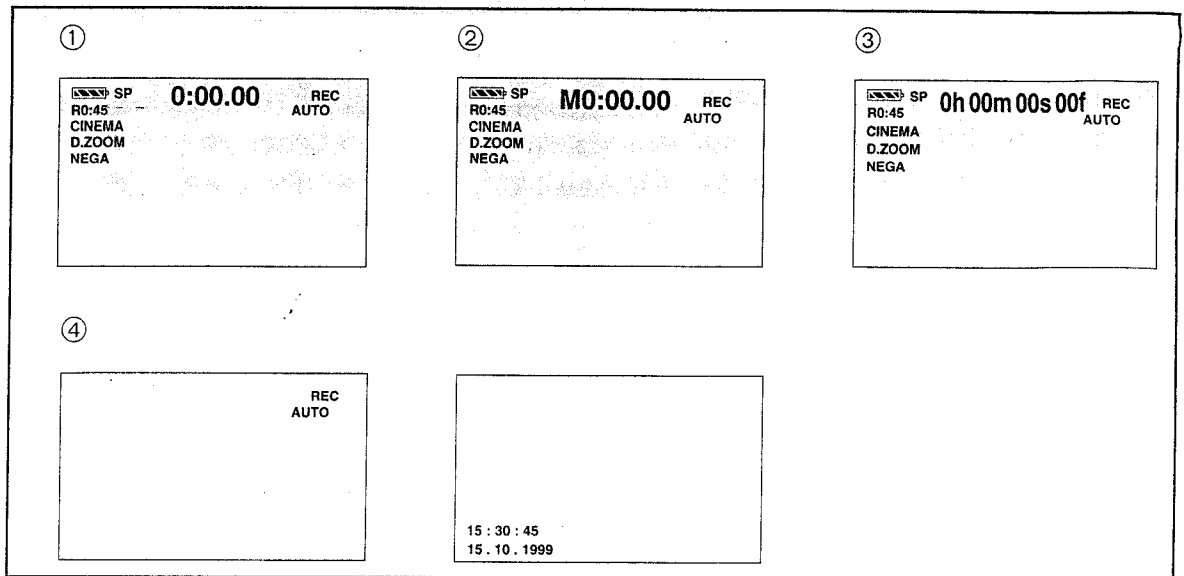 ① ② ③
SP 0:00.00 REC
R0:45 AUTO
CINEMA
D.ZOOM
NEGA
SP M0:00.00 REC
R0:45 AUTO
CINEMA
D.ZOOM
NEGA
SP 0h 00m 00s 00f REC
R0:45 AUTO
CINEMA
D.ZOOM
NEGA
④
REC
AUTO
15 : 30 : 45
15 . 10 . 1999